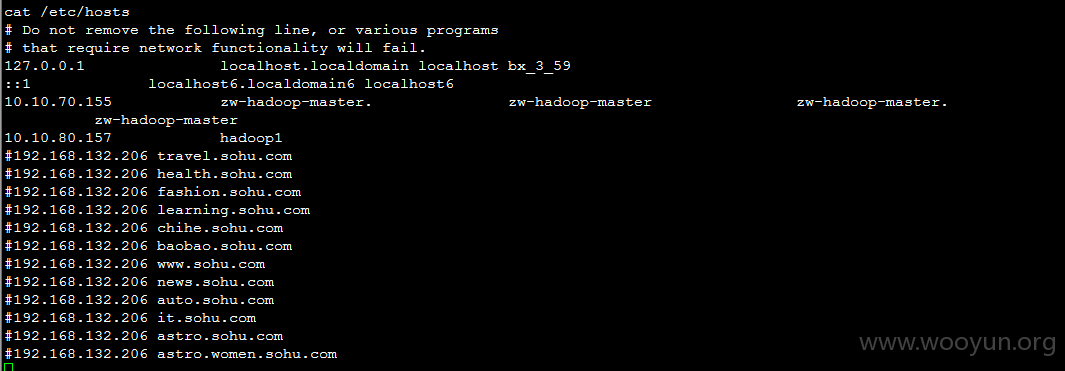 cat /etc/hosts
# Do not remove the following line, or various programs
# that require network functionality will fail.
127.0.0.1 localhost.localdomain localhost bx_3_59
::1 localhost6.localdomain6 localhost6
10.10.70.155 zw-hadoop-master. zw-hadoop-master zw-hadoop-master.
zw-hadoop-master
10.10.80.157 hadoop1
#192.168.132.206 travel.sohu.com
#192.168.132.206 health.sohu.com
#192.168.132.206 fashion.sohu.com
#192.168.132.206 learning.sohu.com
#192.168.132.206 chihe.sohu.com
#192.168.132.206 baobao.sohu.com
#192.168.132.206 www.sohu.com
#192.168.132.206 news.sohu.com
#192.168.132.206 auto.sohu.com
#192.168.132.206 it.sohu.com
#192.168.132.206 astro.sohu.com
#192.168.132.206 astro.women.sohu.com
www.wooyun.org